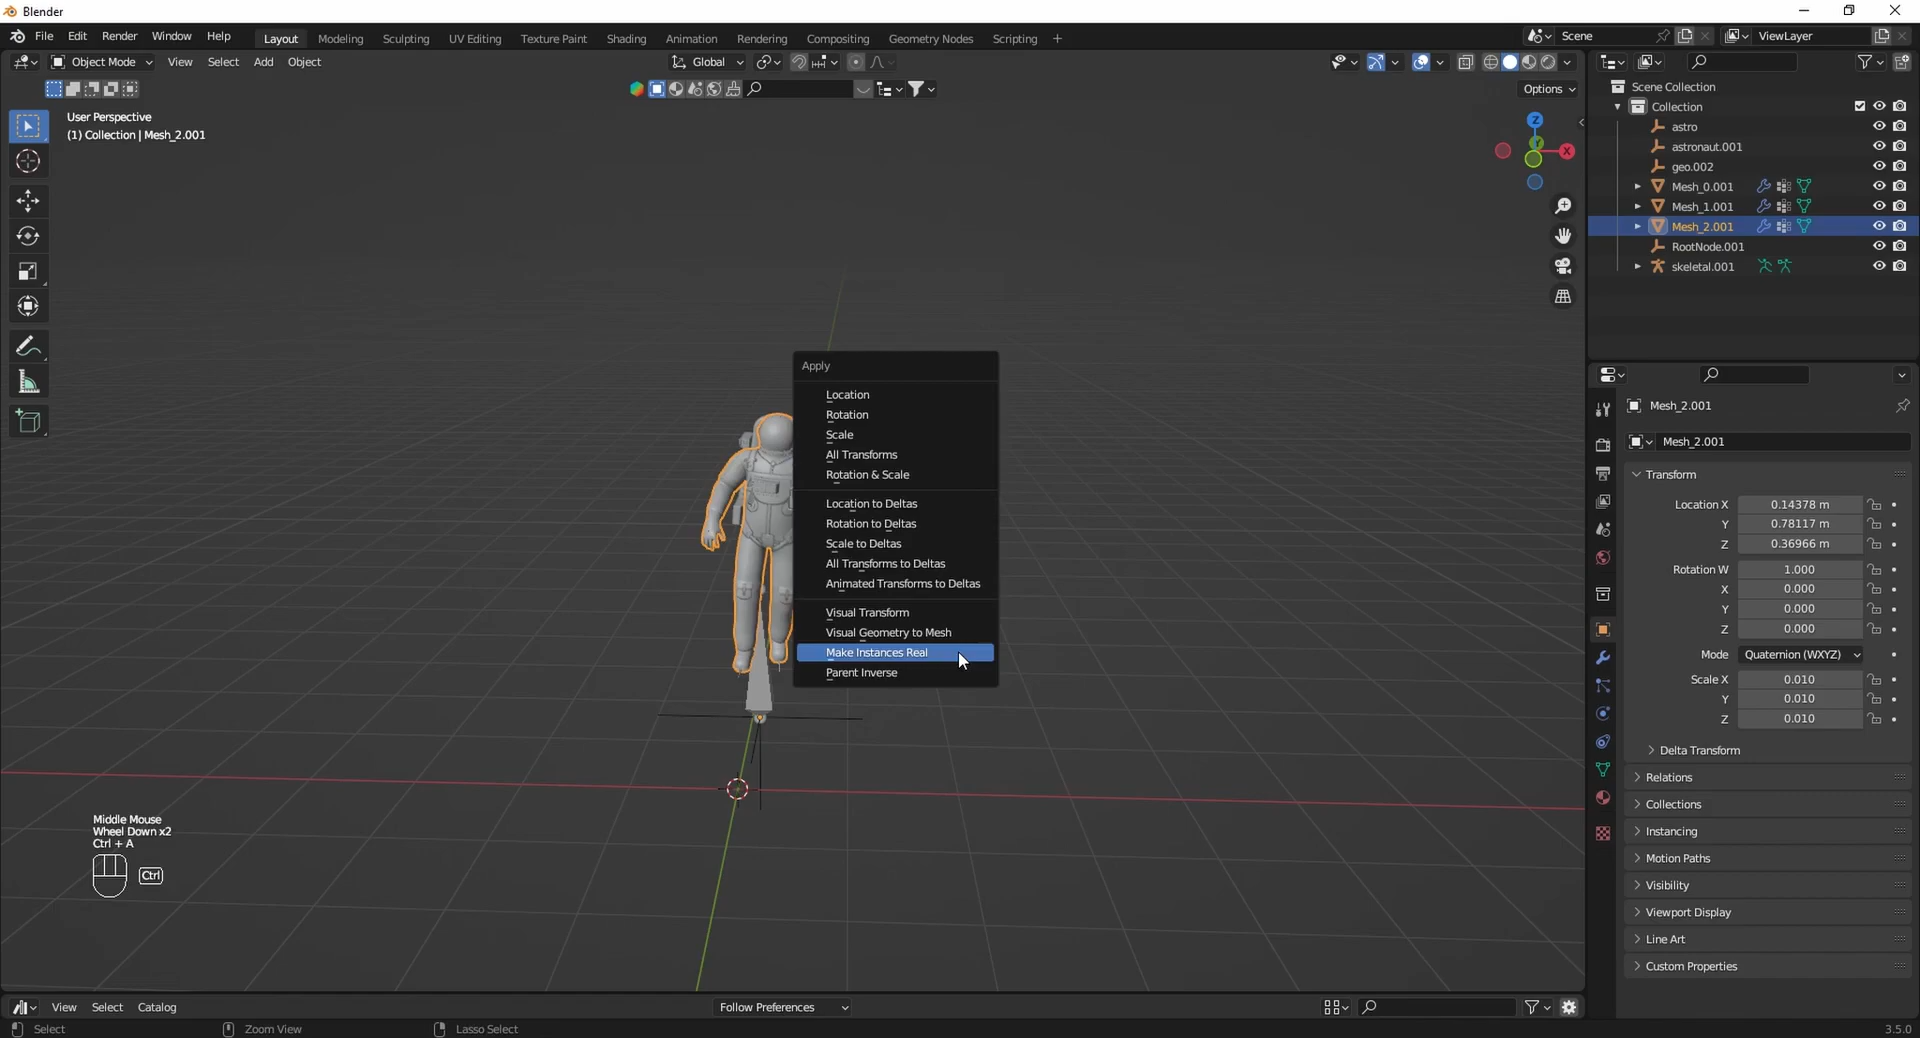 Blender
File Edit Render Window Help
Layout Modeling Sculpting UV Editing Texture Paint Shading Animation Rendering Compositing Geometry Nodes Scripting +
Scene
ViewLayer
Object Mode View Select Add Object
Global
Options
User Perspective
(1) Collection | Mesh_2.001
Z
X
Scene Collection
Collection
astro
astronaut.001
geo.002
Mesh_0.001
Mesh_1.001
Mesh_2.001
RootNode.001
skeletal.001
Apply
Location
Rotation
Scale
All Transforms
Rotation & Scale
Location to Deltas
Rotation to Deltas
Scale to Deltas
All Transforms to Deltas
Animated Transforms to Deltas
Visual Transform
Visual Geometry to Mesh
Make Instances Real
Parent Inverse
Mesh_2.001
Mesh_2.001
Transform
Location X 0.14378 m
Y 0.78117 m
Z 0.36966 m
Rotation W 1.000
X 0.000
Y 0.000
Z 0.000
Mode Quaternion (WXYZ)
Scale X 0.010
Y 0.010
Z 0.010
Delta Transform
Relations
Collections
Instancing
Motion Paths
Visibility
Viewport Display
Line Art
Custom Properties
Middle Mouse
Wheel Down x2
Ctrl + A
Ctrl
View Select Catalog
Follow Preferences
Select Zoom View Lasso Select
3.5.0